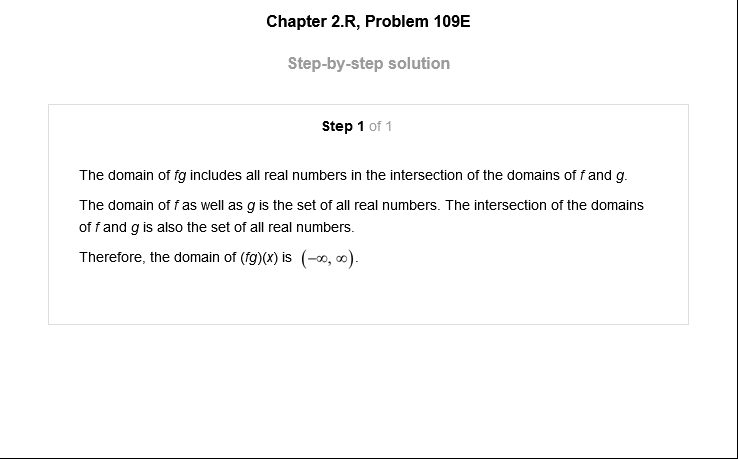 Chapter 2.R, Problem 109E
Step-by-step solution
Step 1 of 1
The domain of fg includes all real numbers in the intersection of the domains of f and g.
The domain of f as well as g is the set of all real numbers. The intersection of the domains
of f and g is also the set of all real numbers.
Therefore, the domain of (fg)(x) is (−∞, ∞).